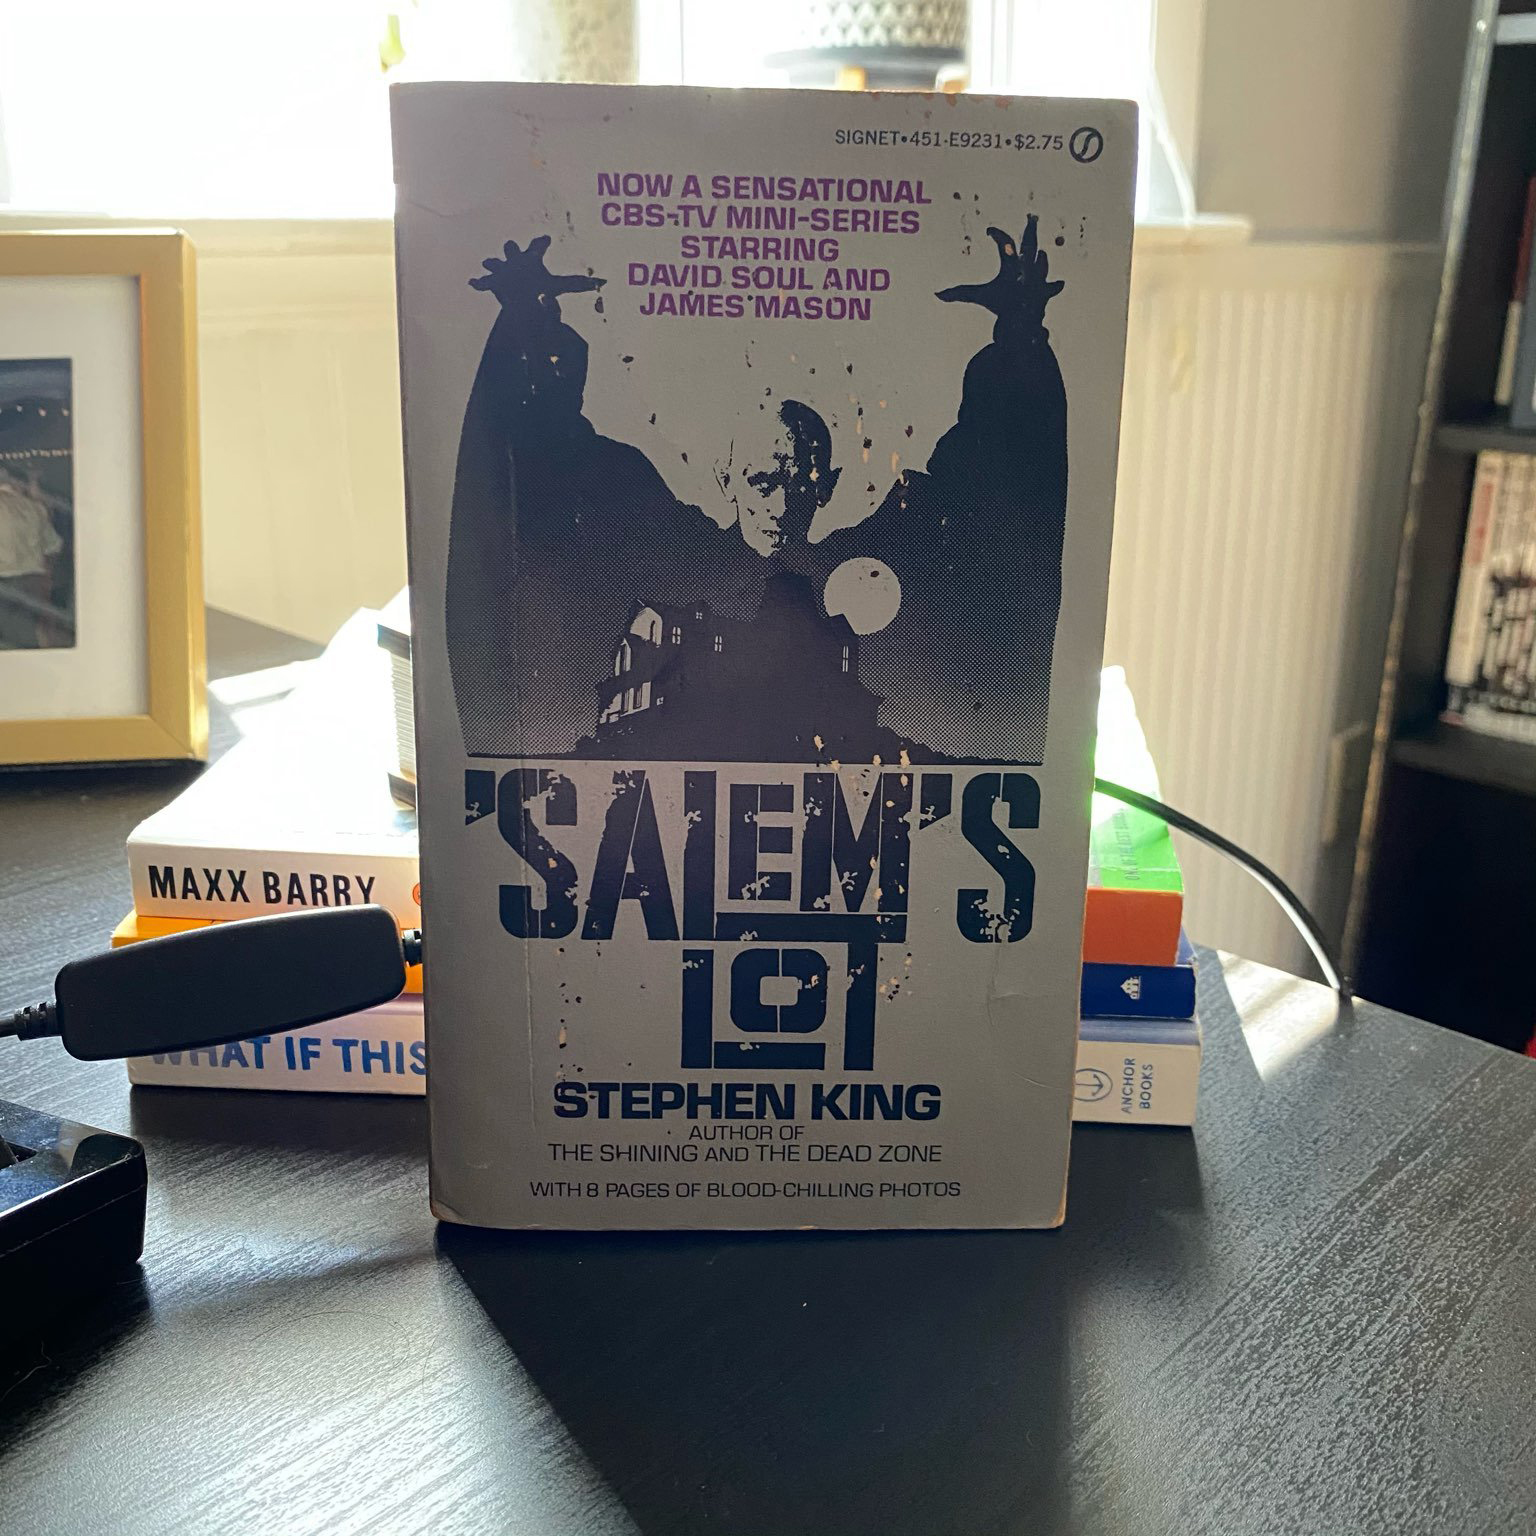 SIGNET•451-E9231•$2.75
NOW A SENSATIONAL
CBS-TV MINI-SERIES
STARRING
DAVID SOUL AND
JAMES MASON
'SALEM'S
LOT
STEPHEN KING
AUTHOR OF
THE SHINING AND THE DEAD ZONE
WITH 8 PAGES OF BLOOD-CHILLING PHOTOS
MAXX BARRY
WHAT IF THIS
ANCHOR
BOOKS